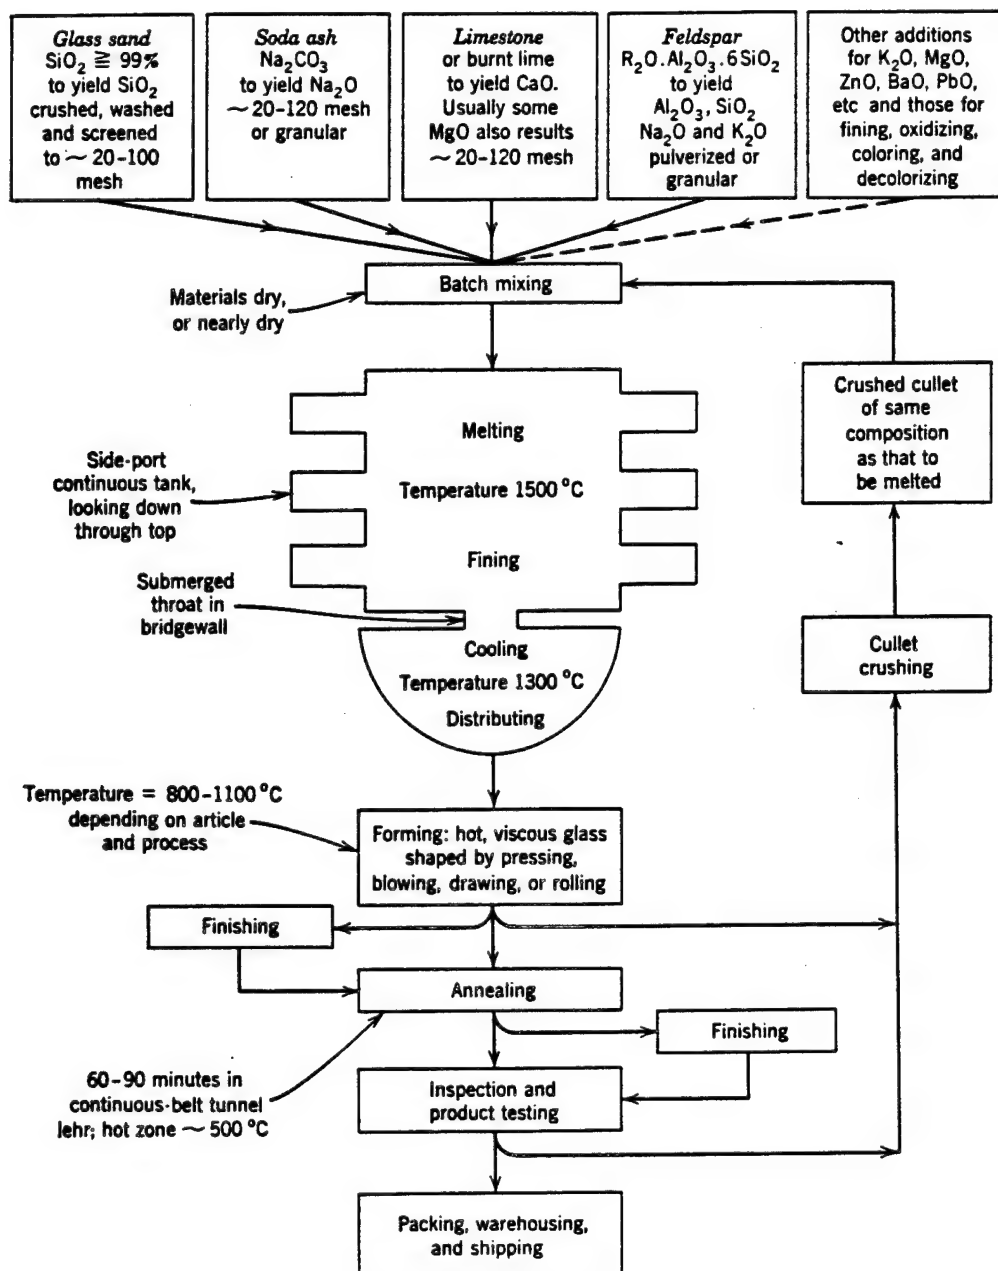 Glass sand
SiO₂ ≧ 99%
to yield SiO₂
crushed, washed
and screened
to ~ 20-100
mesh
Soda ash
Na₂CO₃
to yield Na₂O
~ 20-120 mesh
or granular
Limestone
or burnt lime
to yield CaO.
Usually some
MgO also results
~ 20-120 mesh
Feldspar
R₂O.Al₂O₃.6SiO₂
to yield
Al₂O₃, SiO₂
Na₂O and K₂O
pulverized or
granular
Other additions
for K₂O, MgO,
ZnO, BaO, PbO,
etc and those for
fining, oxidizing,
coloring, and
decolorizing
Batch mixing
Materials dry,
or nearly dry
Melting
Temperature 1500 °C
Fining
Side-port
continuous tank,
looking down
through top
Submerged
throat in
bridgewall
Cooling
Temperature 1300 °C
Distributing
Crushed cullet
of same
composition
as that to
be melted
Cullet
crushing
Temperature = 800-1100 °C
depending on article
and process
Forming: hot, viscous glass
shaped by pressing,
blowing, drawing, or rolling
Finishing
Annealing
Finishing
60-90 minutes in
continuous-belt tunnel
lehr; hot zone ~ 500 °C
Inspection and
product testing
Packing, warehousing,
and shipping